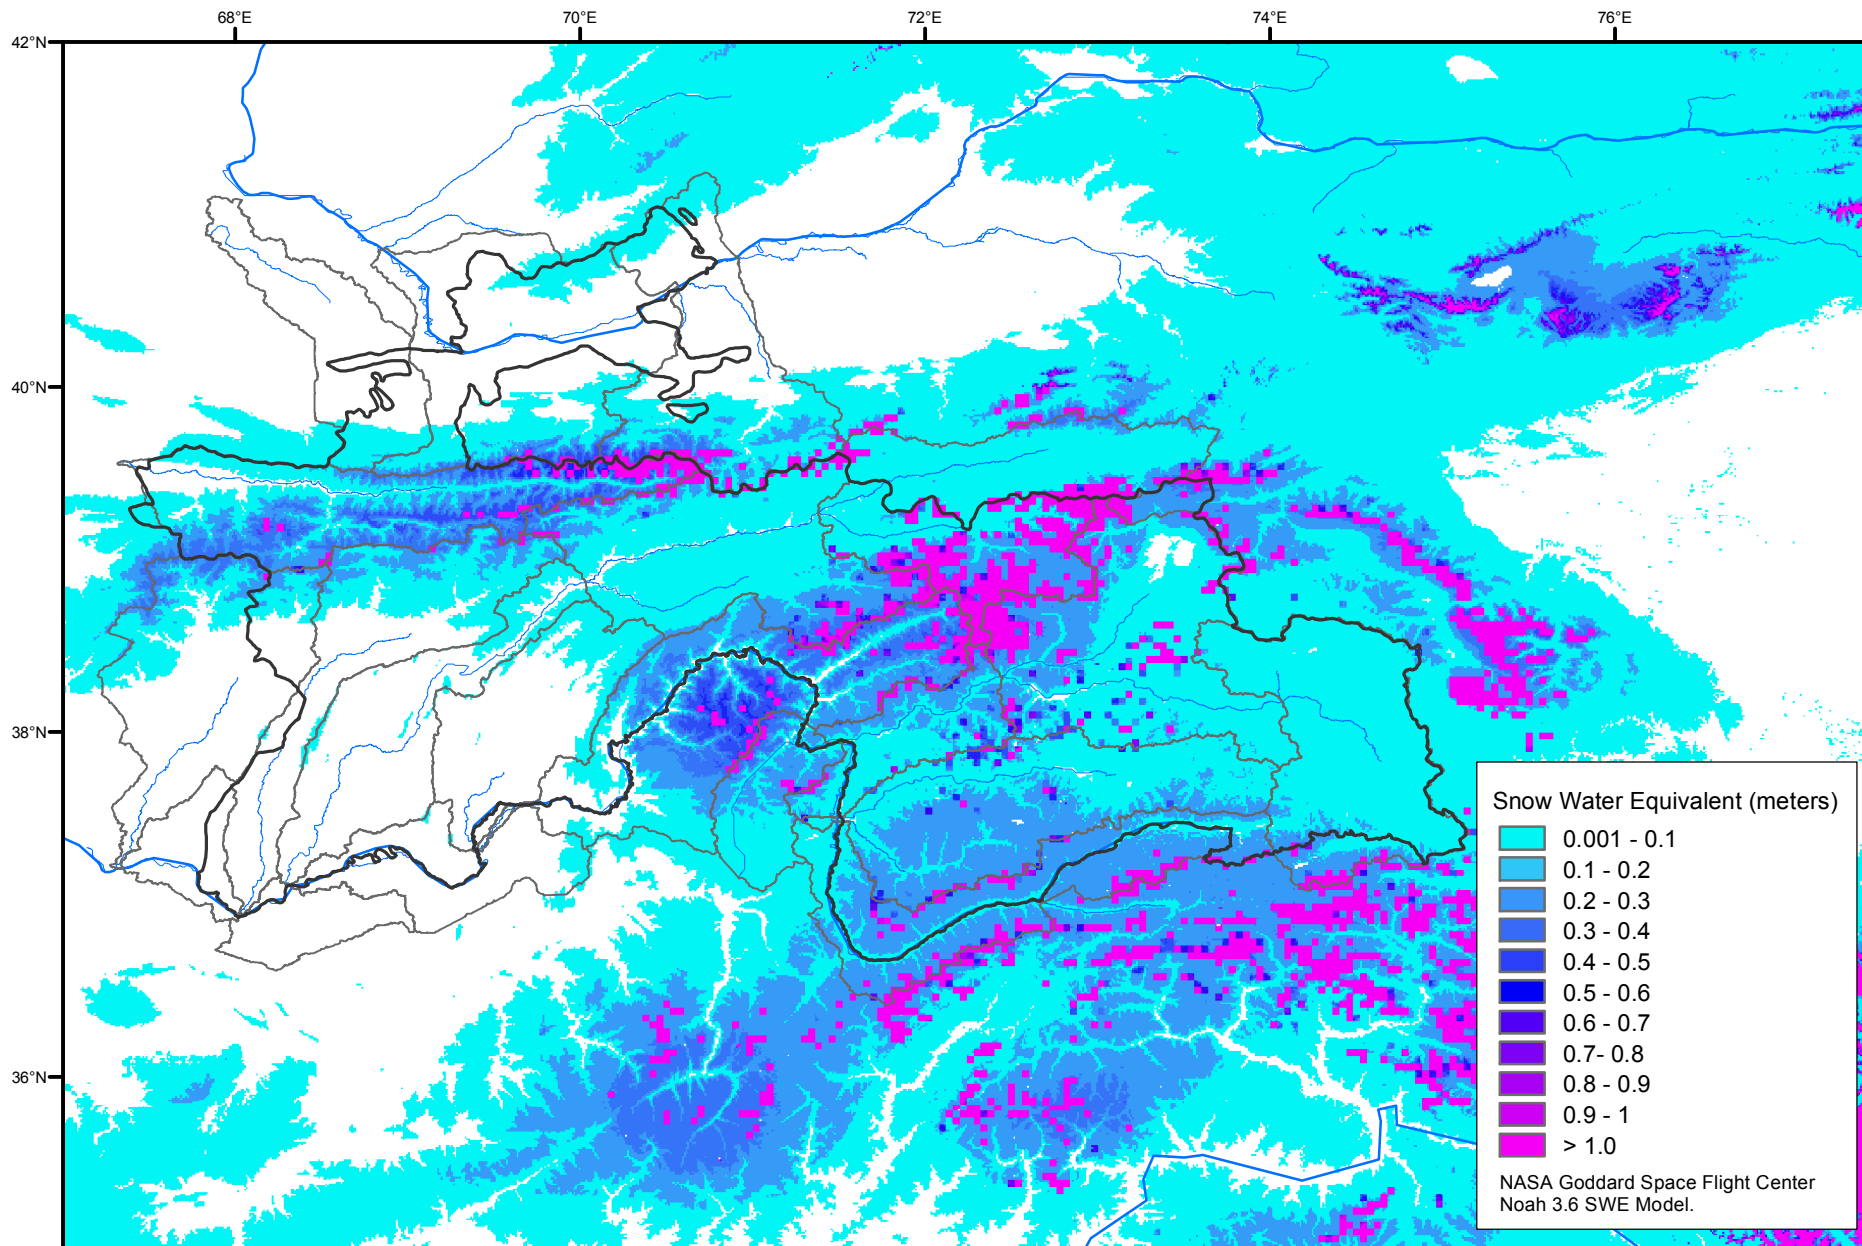 68°E 70°E 72°E 74°E 76°E
42°N
40°N
38°N
36°N
Snow Water Equivalent (meters)
0.001 - 0.1
0.1 - 0.2
0.2 - 0.3
0.3 - 0.4
0.4 - 0.5
0.5 - 0.6
0.6 - 0.7
0.7- 0.8
0.8 - 0.9
0.9 - 1
> 1.0
NASA Goddard Space Flight Center
Noah 3.6 SWE Model.